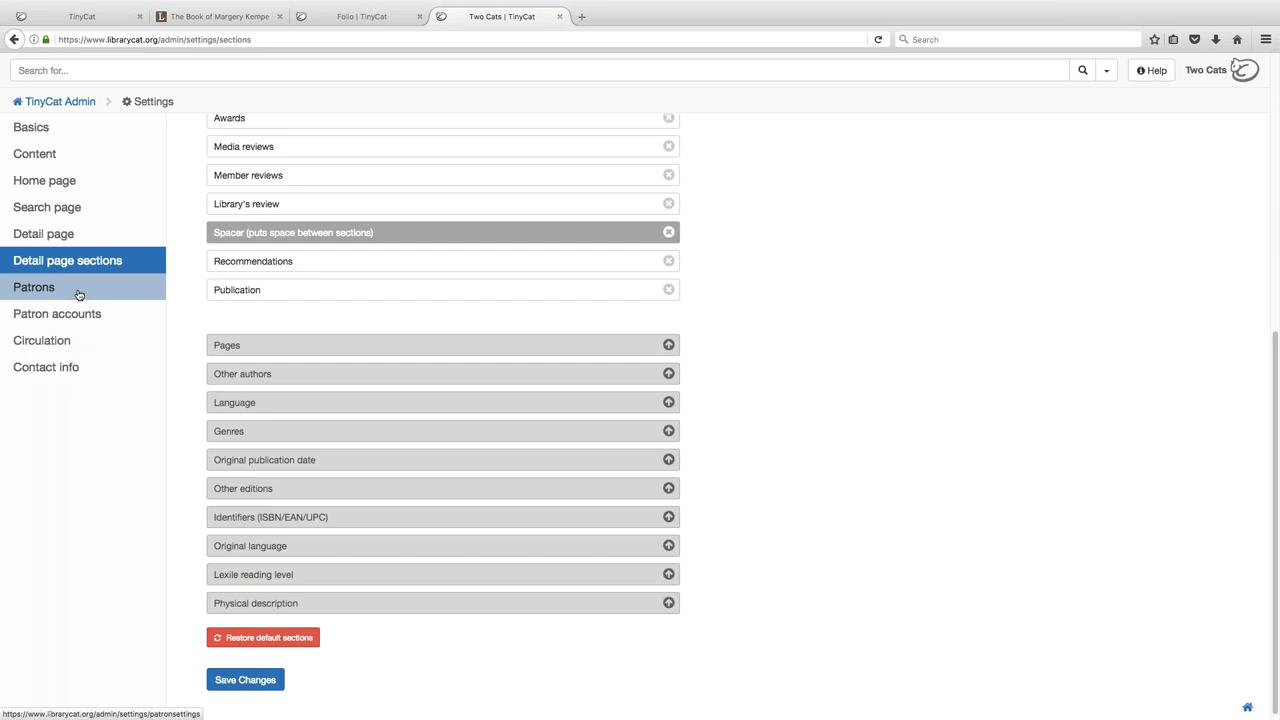 TinyCat
The Book of Margery Kempe
Folio | TinyCat
Two Cats | TinyCat
https://www.librarycat.org/admin/settings/sections
Search
Search for...
Help
Two Cats
TinyCat Admin
Settings
Basics
Content
Home page
Search page
Detail page
Detail page sections
Patrons
Patron accounts
Circulation
Contact info
Awards
Media reviews
Member reviews
Library's review
Spacer (puts space between sections)
Recommendations
Publication
Pages
Other authors
Language
Genres
Original publication date
Other editions
Identifiers (ISBN/EAN/UPC)
Original language
Lexile reading level
Physical description
Restore default sections
Save Changes
https://www.librarycat.org/admin/settings/patronsettings